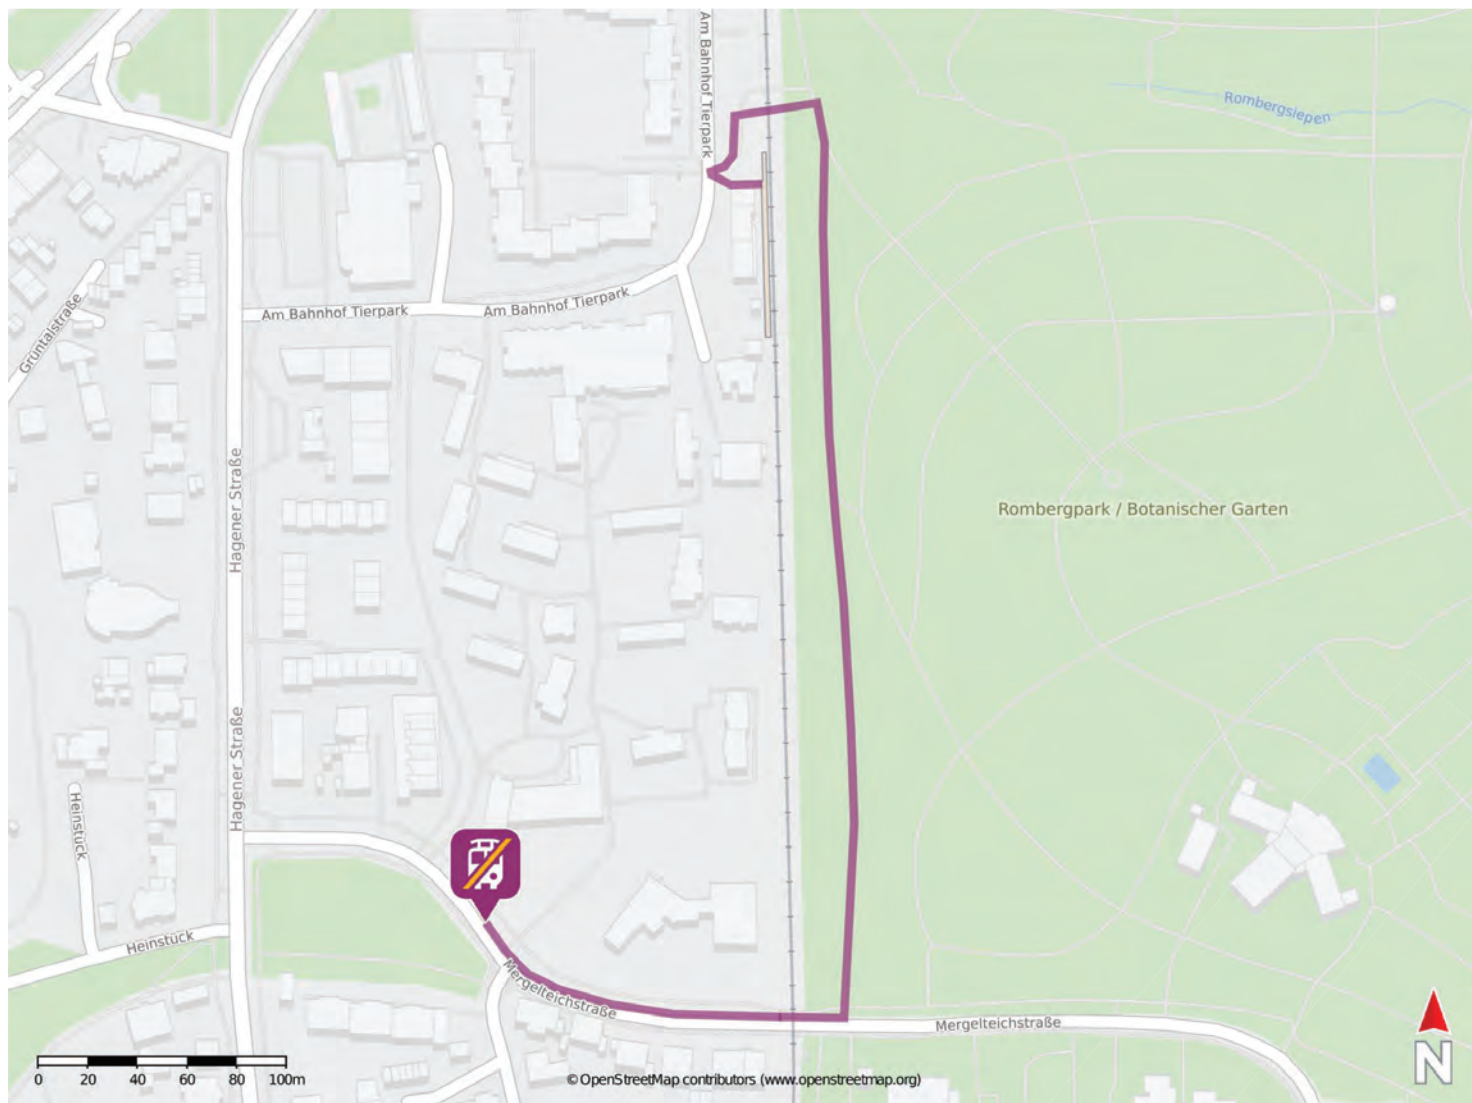 Am Bahnhof Tierpark
Rombergsiepen
Grüntalstraße
Am Bahnhof Tierpark
Am Bahnhof Tierpark
Hagener Straße
Rombergpark / Botanischer Garten
Hagener Straße
Heinstück
Heinstück
Mergelteichstraße
Mergelteichstraße
0 20 40 60 80 100m
©OpenStreetMap contributors (www.openstreetmap.org)
N